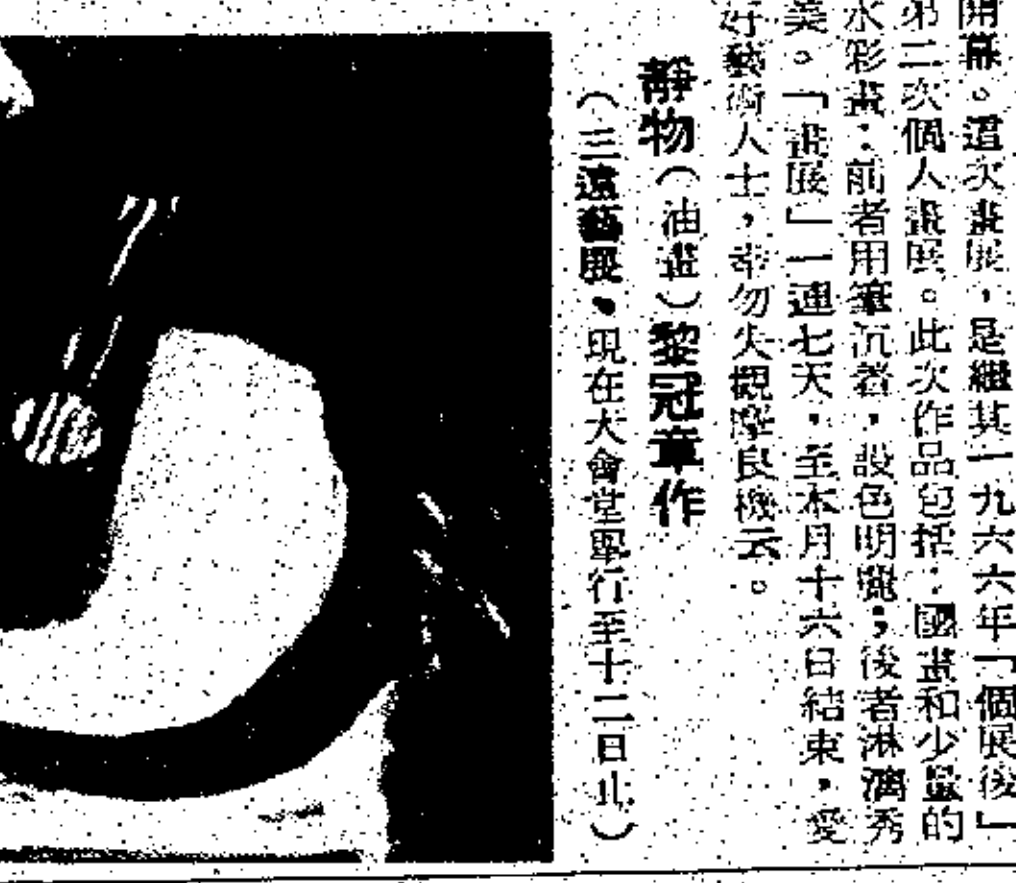 開幕。這次畫展，是繼其一九六六年「個展後」
第二次個人畫展。此次作品包括：國畫和少量的
水彩畫：前者用筆沉着，設色明麗；後者淋漓秀
美。「畫展」一連七天，至本月十六日結束，愛
好藝術人士，幸勿失觀摩良機云。
靜物（油畫）黎冠章作
（三遠藝展，現在大會堂舉行至十二日止）